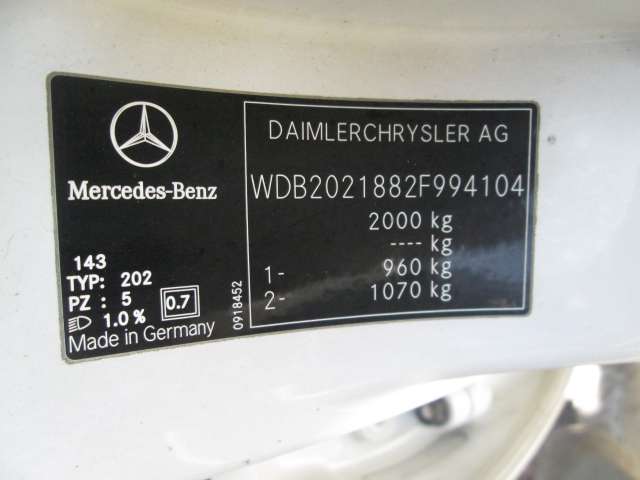 Mercedes-Benz
143
TYP: 202
PZ : 5
0.7
1.0 %
Made in Germany
0918452
DAIMLERCHRYSLER AG
WDB2021882F994104
2000 kg
---- kg
1- 960 kg
2- 1070 kg